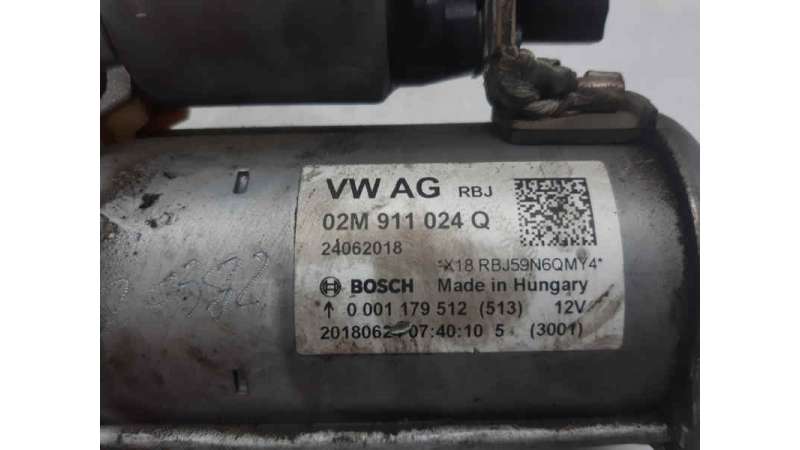 VW AG RBJ
02M 911 024 Q
24062018
*X18 RBJ59N6QMY4*
BOSCH Made in Hungary
↑ 0 001 179 512 (513) 12V
07:40:10 5 (3001)